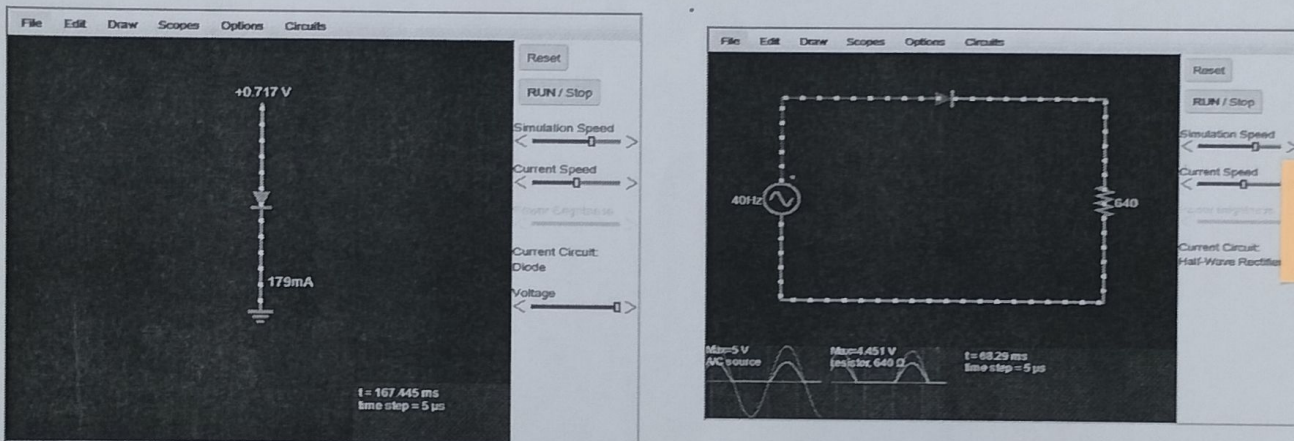 File Edit Draw Scopes Options Circuits
Reset
RUN / Stop
Simulation Speed
Current Speed
Power Brightness
Current Circuit:
Diode
Voltage
+0.717 V
179mA
t = 167.445 ms
time step = 5 µs
File Edit Draw Scopes Options Circuits
Reset
RUN / Stop
Simulation Speed
Current Speed
Current Circuit:
Half-Wave Rectifier
40Hz
640
Max=5 V
A/C source
Max=4.451 V
resistor, 640 Ω
t = 68.29 ms
time step = 5 µs